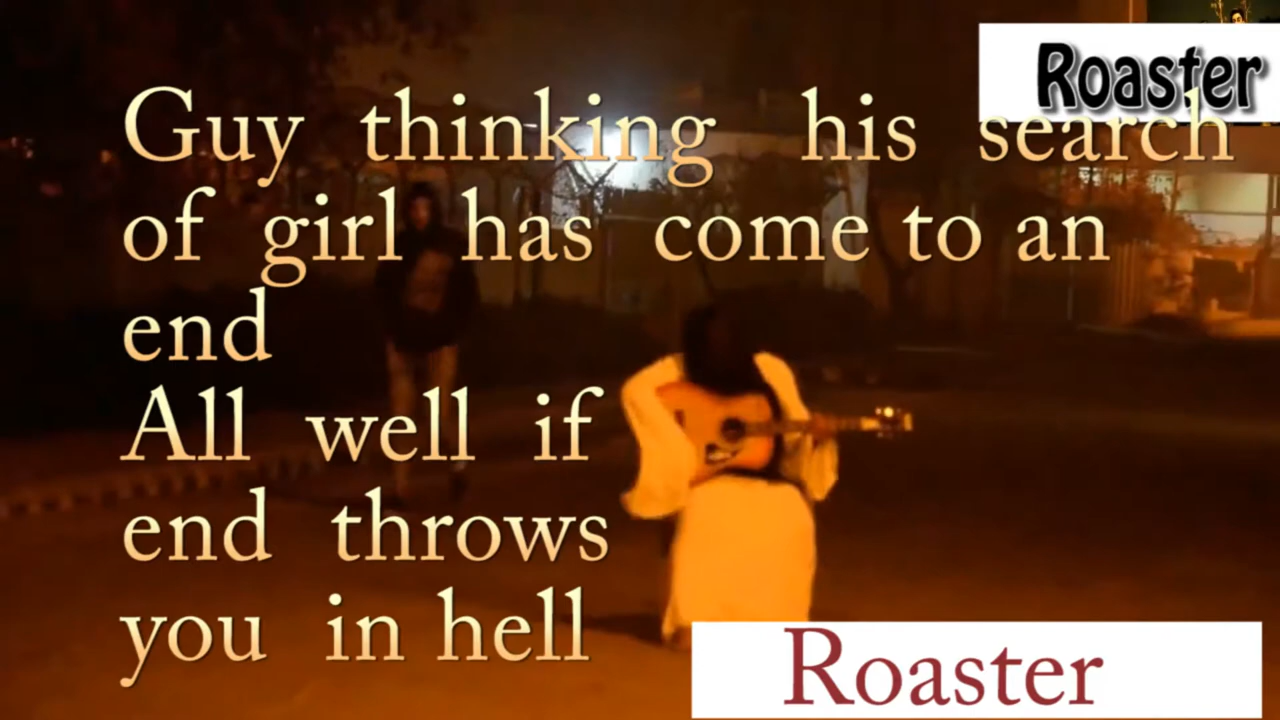 Roaster
Guy thinking his search
of girl has come to an
end
All well if
end throws
you in hell
Roaster